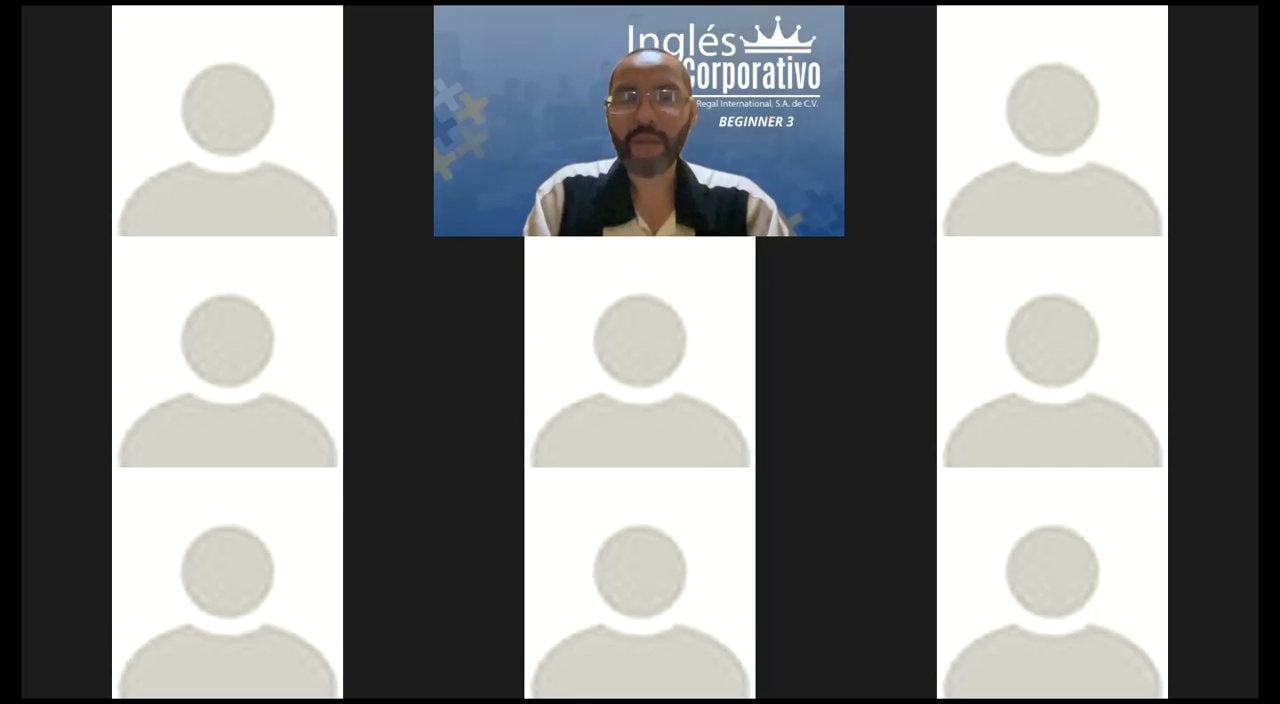 Inglés
Corporativo
Regal International, S.A. de C.V.
BEGINNER 3